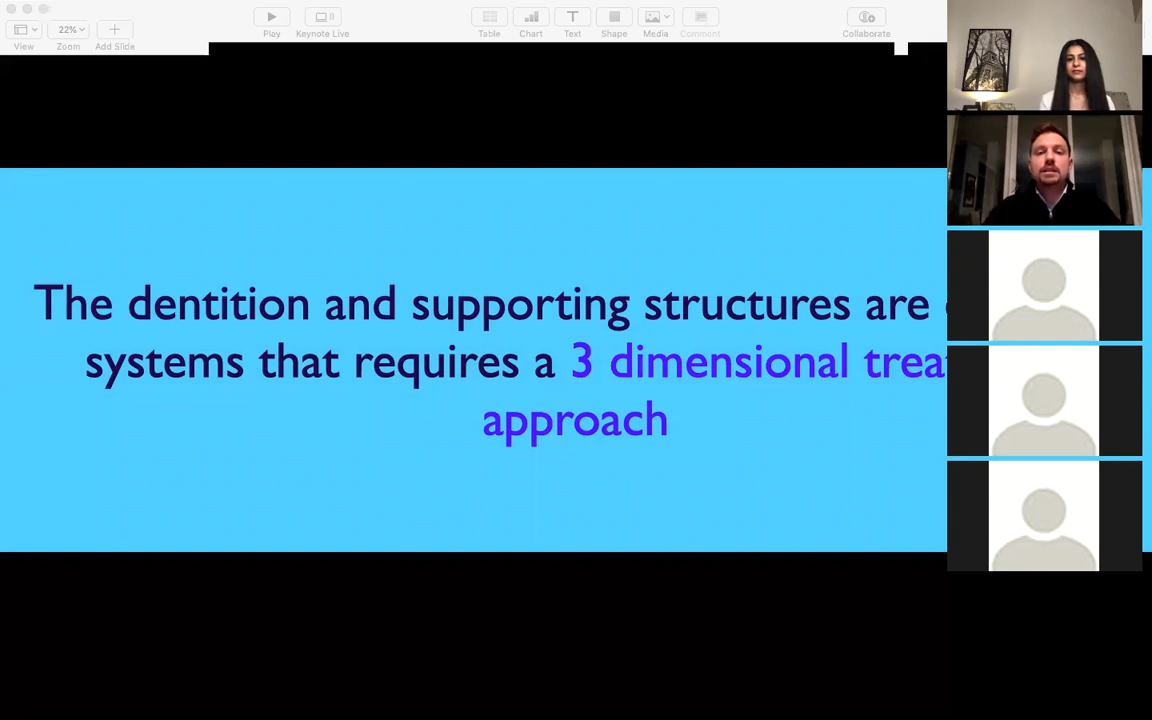 22%
View
Zoom
Add Slide
Play
Keynote Live
Table
Chart
Text
Shape
Media
Comment
Collaborate
The dentition and supporting structures are
systems that requires a 3 dimensional
approach